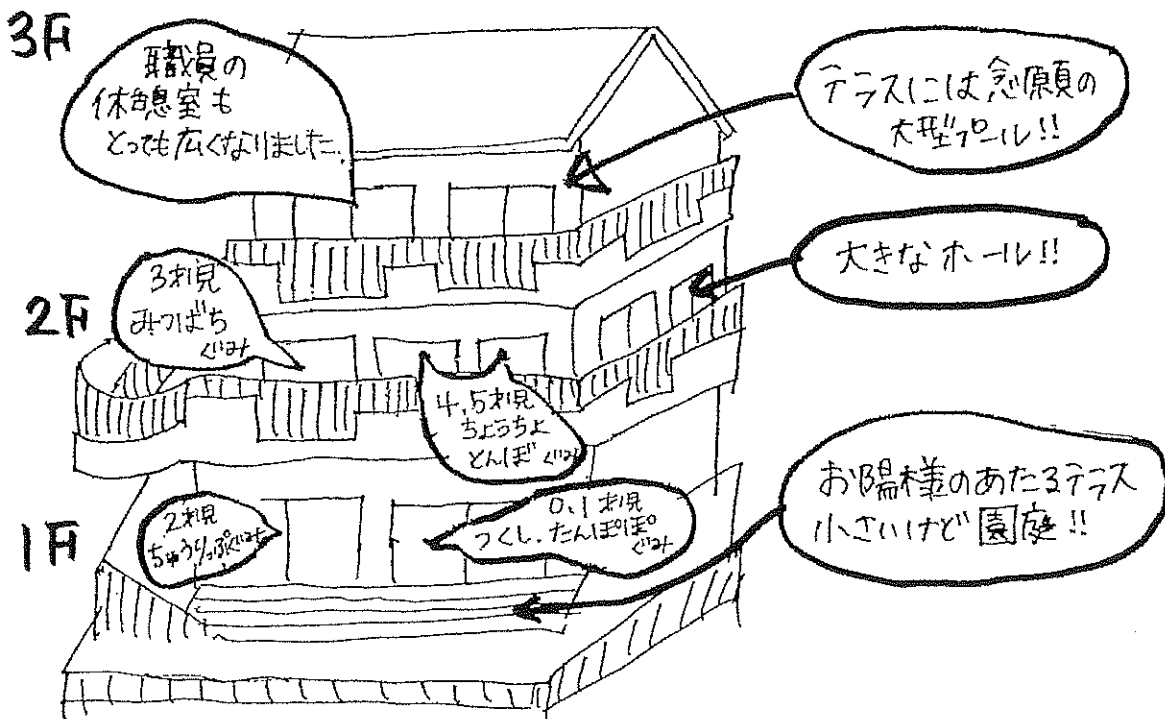 3F
職員の
休憩室も
とっても広くなりました。
テラスには念願の
大型プール!!
大きなホール!!
2F
3才児
みつばち
ぐみ
4,5才児
ちょうちょ
とんぼぐみ
1F
2才児
ちゅうりっぷぐみ
0,1才児
つくし、たんぽぽ
ぐみ
お陽様のあたるテラス
小さいけど園庭!!